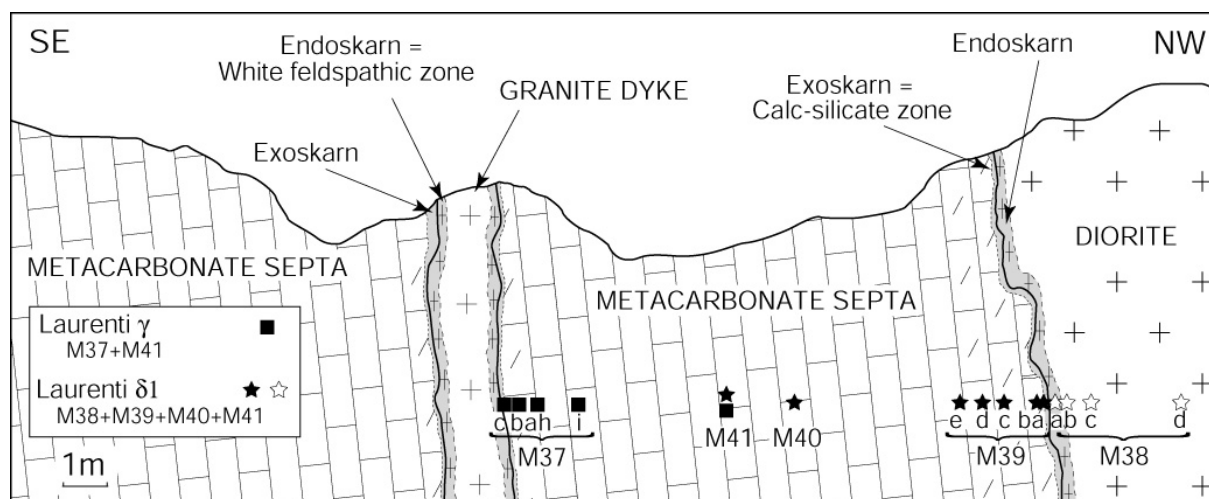 SE
NW
Endoskarn =
White feldspathic zone
Endoskarn
GRANITE DYKE
Exoskarn =
Calc-silicate zone
Exoskarn
DIORITE
METACARBONATE SEPTA
METACARBONATE SEPTA
Laurenti γ
M37+M41
Laurenti δ1
M38+M39+M40+M41
1m
c b a h i
M37
M41
M40
e d c b a
M39
a b c d
M38